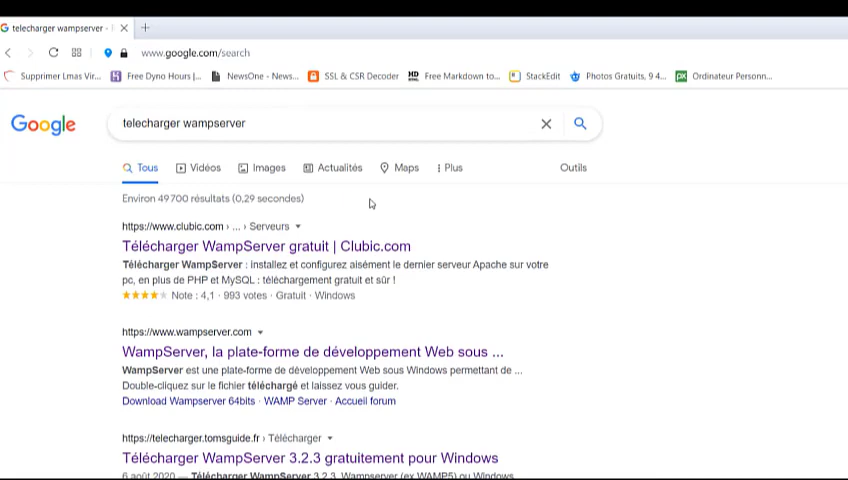 telecharger wampserver -
www.google.com/search
Supprimer Lmas Vir... Free Dyno Hours |... NewsOne - News... SSL & CSR Decoder HD Free Markdown to... StackEdit Photos Gratuits, 9 4... px Ordinateur Personn...
Google
telecharger wampserver
Tous Vidéos Images Actualités Maps Plus Outils
Environ 49 700 résultats (0,29 secondes)
https://www.clubic.com › ... › Serveurs
Télécharger WampServer gratuit | Clubic.com
Télécharger WampServer : installez et configurez aisément le dernier serveur Apache sur votre
pc, en plus de PHP et MySQL : téléchargement gratuit et sûr !
Note : 4,1 · 993 votes · Gratuit · Windows
https://www.wampserver.com
WampServer, la plate-forme de développement Web sous ...
WampServer est une plate-forme de développement Web sous Windows permettant de ...
Double-cliquez sur le fichier téléchargé et laissez vous guider.
Download Wampserver 64bits · WAMP Server · Accueil forum
https://telecharger.tomsguide.fr › Télécharger
Télécharger WampServer 3.2.3 gratuitement pour Windows
6 août 2020 — Télécharger WampServer 3.2.3. Wampserver (ex WAMP5) ou Windows